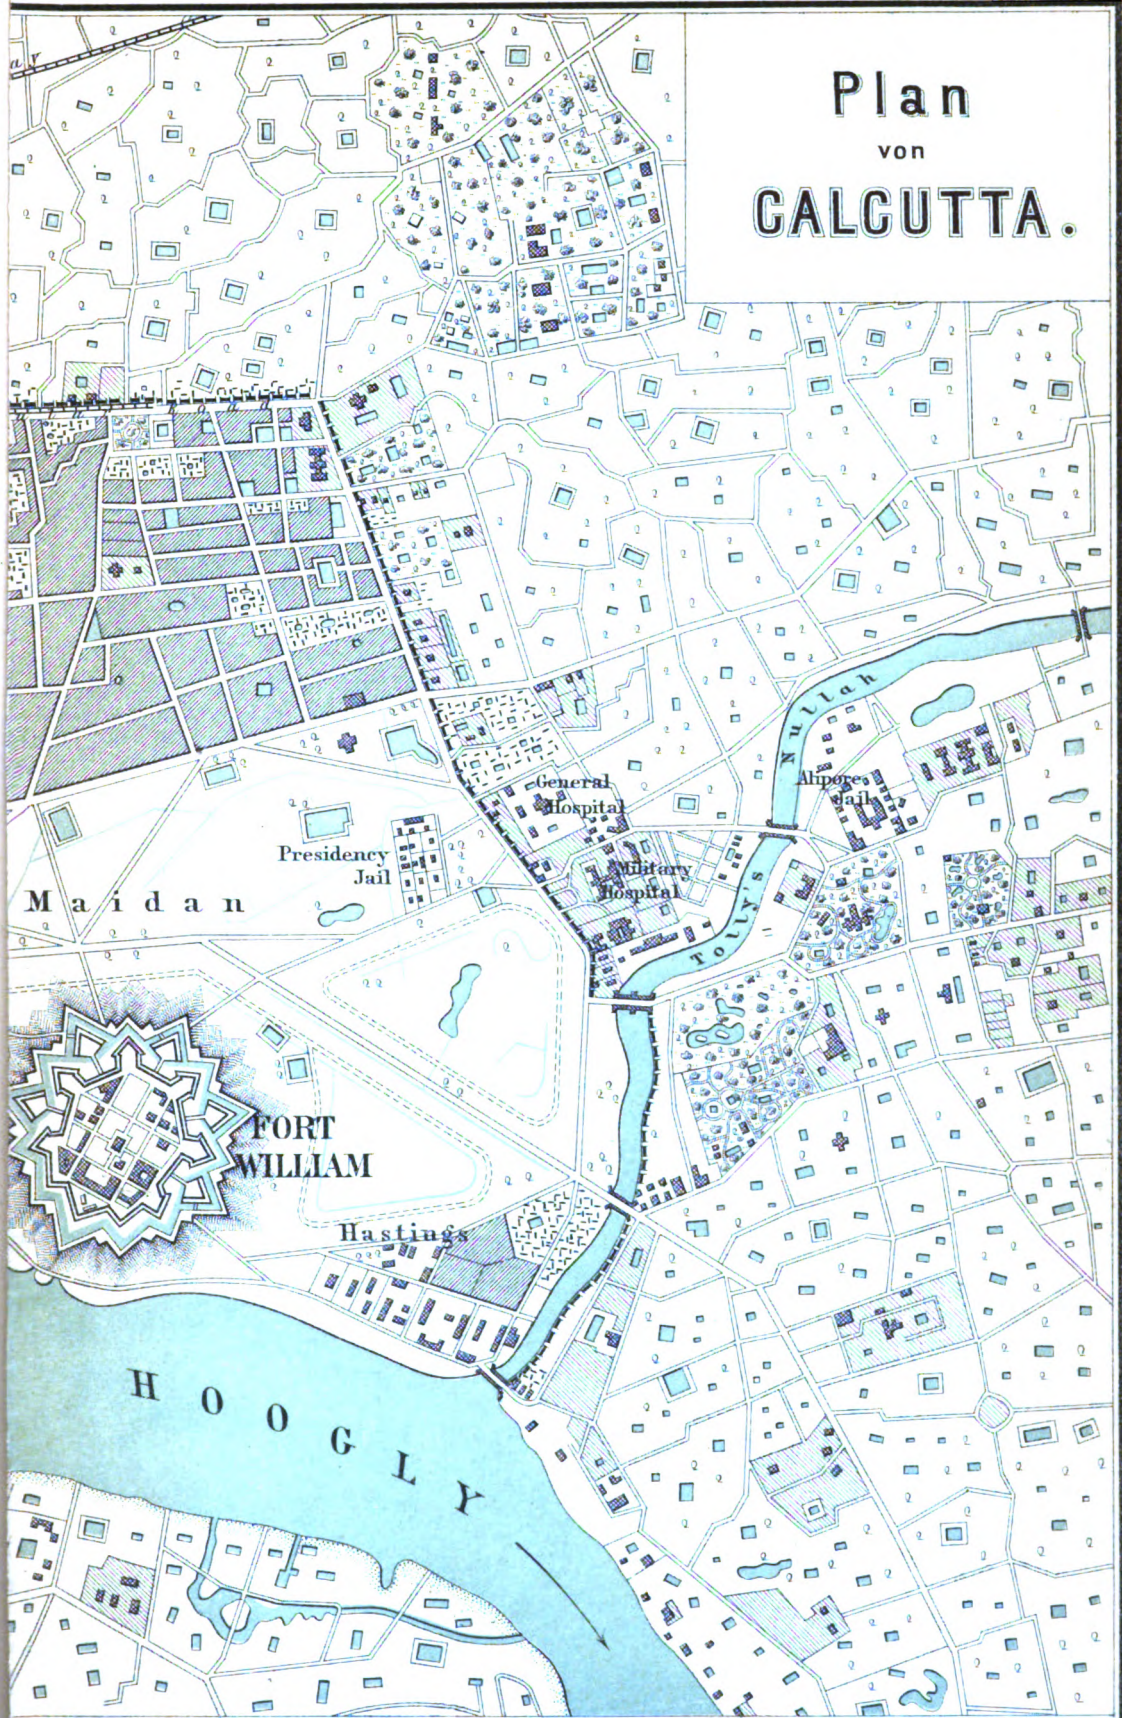 Plan
von
CALCUTTA.
Nullah
General
Hospital
Alipore
Jail
Presidency
Jail
Military
Hospital
Maidan
Tolly's
FORT
WILLIAM
Hastings
HOOGLY